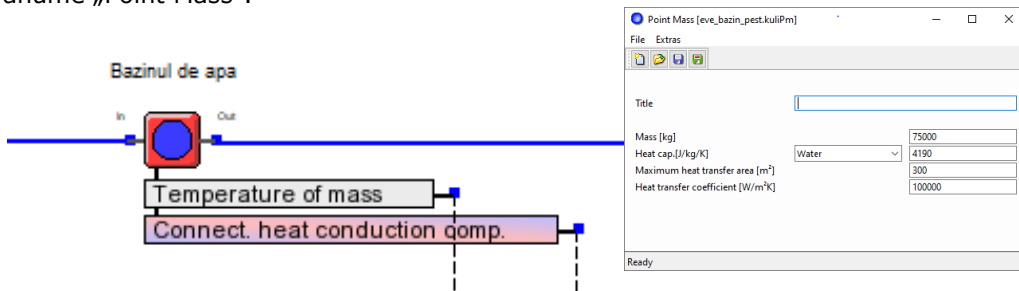 „Point Mass".
Bazinul de apa
In
Out
Temperature of mass
Connect. heat conduction comp.
Point Mass [eve_bazin_pest.kuliPm]
File Extras
Title
Mass [kg] 75000
Heat cap.[J/kg/K] Water 4190
Maximum heat transfer area [m²] 300
Heat transfer coefficient [W/m²K] 100000
Ready